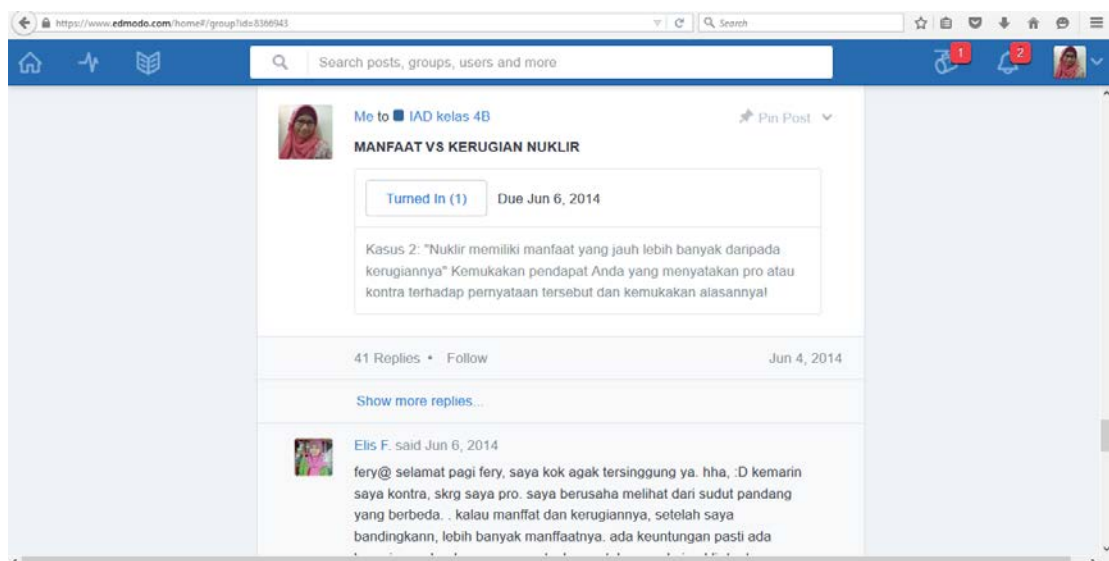 https://www.edmodo.com/home#/group?id=8366943
Search
1
2
Search posts, groups, users and more
Me to IAD kelas 4B
Pin Post
MANFAAT VS KERUGIAN NUKLIR
Turned In (1)
Due Jun 6, 2014
Kasus 2: "Nuklir memiliki manfaat yang jauh lebih banyak daripada
kerugiannya" Kemukakan pendapat Anda yang menyatakan pro atau
kontra terhadap pernyataan tersebut dan kemukakan alasannya!
41 Replies • Follow
Jun 4, 2014
Show more replies...
Elis F. said Jun 6, 2014
fery@ selamat pagi fery, saya kok agak tersinggung ya. hha, :D kemarin
saya kontra, skrg saya pro. saya berusaha melihat dari sudut pandang
yang berbeda. . kalau manffat dan kerugiannya, setelah saya
bandingkann, lebih banyak manffaatnya. ada keuntungan pasti ada